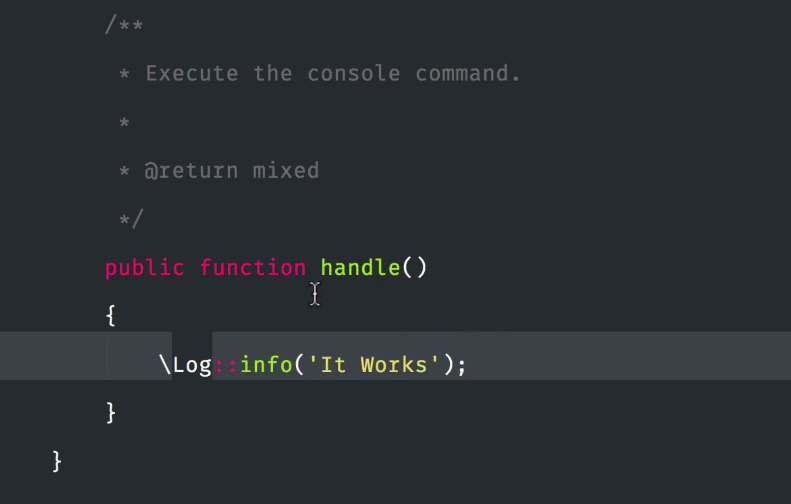 /**
* Execute the console command.
*
* @return mixed
*/
public function handle()
{
\Log::info('It Works');
}
}